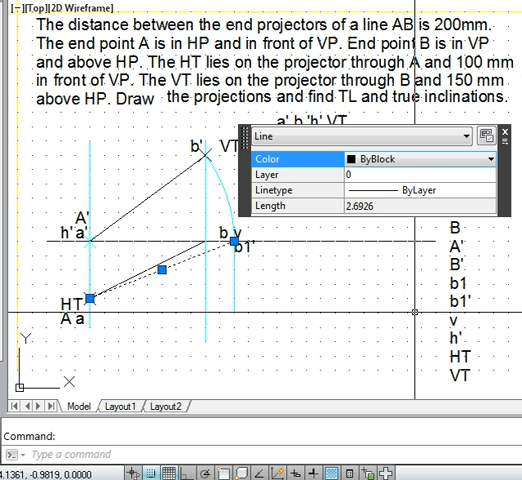 [−][Top][2D Wireframe]
The distance between the end projectors of a line AB is 200mm.
The end point A is in HP and in front of VP. End point B is in VP
and above HP. The HT lies on the projector through A and 100 mm
in front of VP. The VT lies on the projector through B and 150 mm
above HP. Draw the projections and find TL and true inclinations.
a' b 'h' VT
b' VT
Line
Color ByBlock
Layer 0
Linetype ByLayer
Length 2.6926
A'
h' a'
b v
b1'
HT
A a
B
A'
B'
b1
b1'
v
h'
HT
VT
Y
X
Model Layout1 Layout2
Command:
Type a command
4.1361, -0.9819, 0.0000